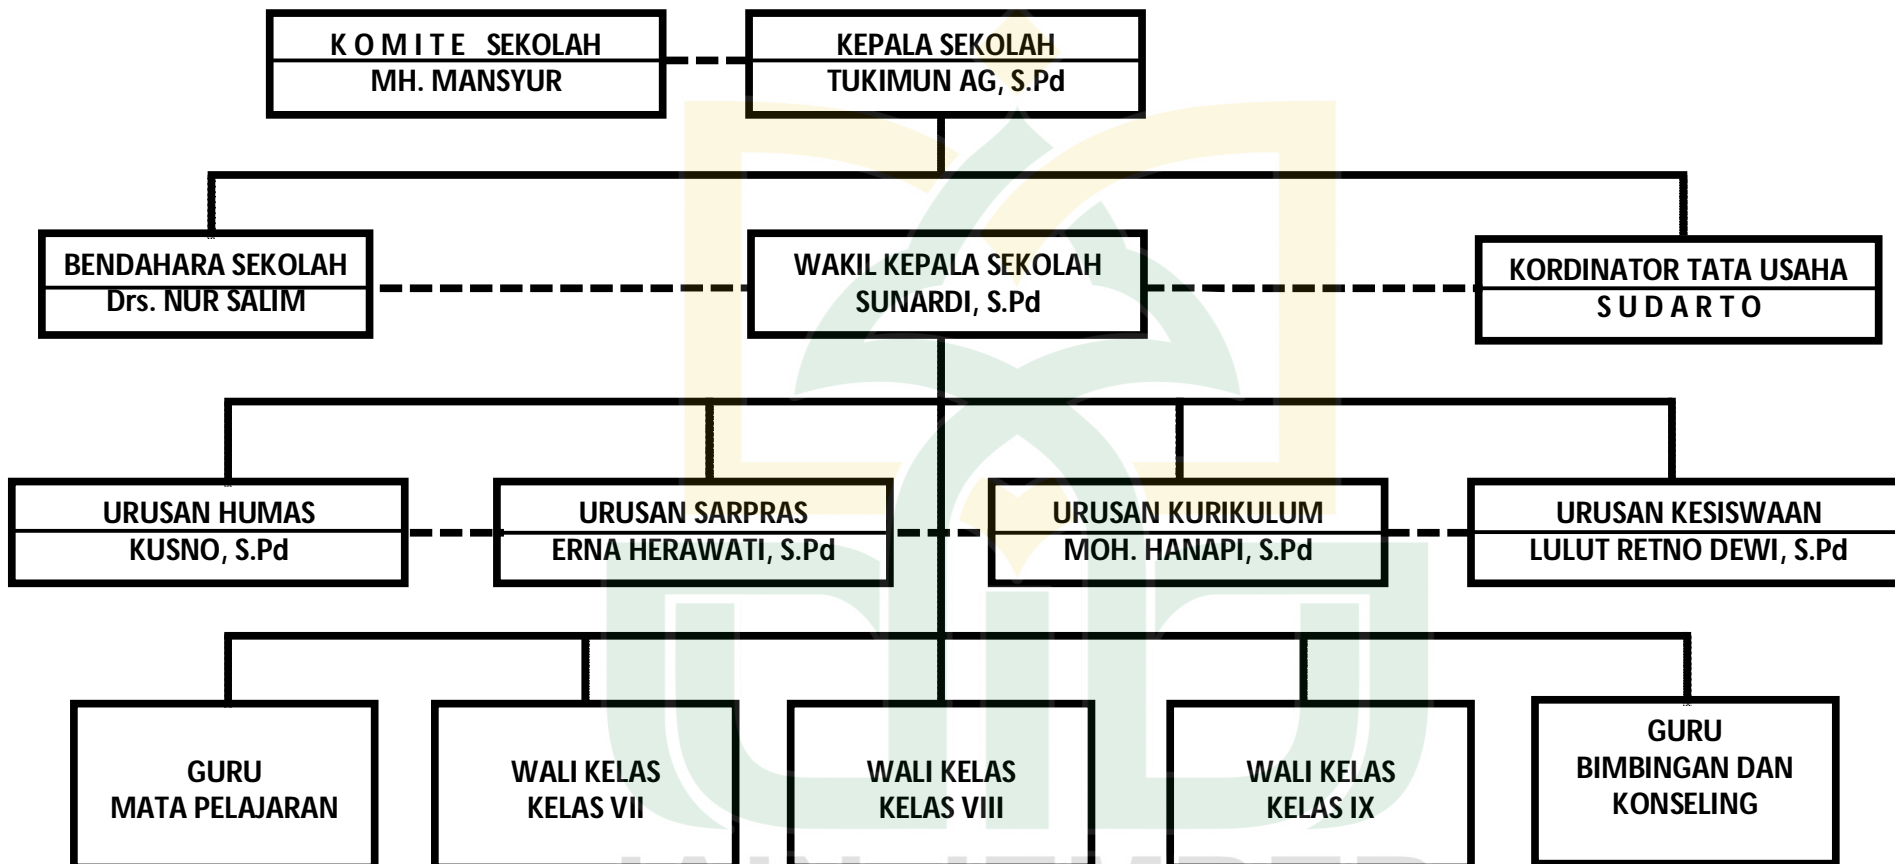 K O M I T E SEKOLAH
MH. MANSYUR
KEPALA SEKOLAH
TUKIMUN AG, S.Pd
BENDAHARA SEKOLAH
Drs. NUR SALIM
WAKIL KEPALA SEKOLAH
SUNARDI, S.Pd
KORDINATOR TATA USAHA
S U D A R T O
URUSAN HUMAS
KUSNO, S.Pd
URUSAN SARPRAS
ERNA HERAWATI, S.Pd
URUSAN KURIKULUM
MOH. HANAPI, S.Pd
URUSAN KESISWAAN
LULUT RETNO DEWI, S.Pd
GURU
MATA PELAJARAN
WALI KELAS
KELAS VII
WALI KELAS
KELAS VIII
WALI KELAS
KELAS IX
GURU
BIMBINGAN DAN
KONSELING
IAIN JEMBER